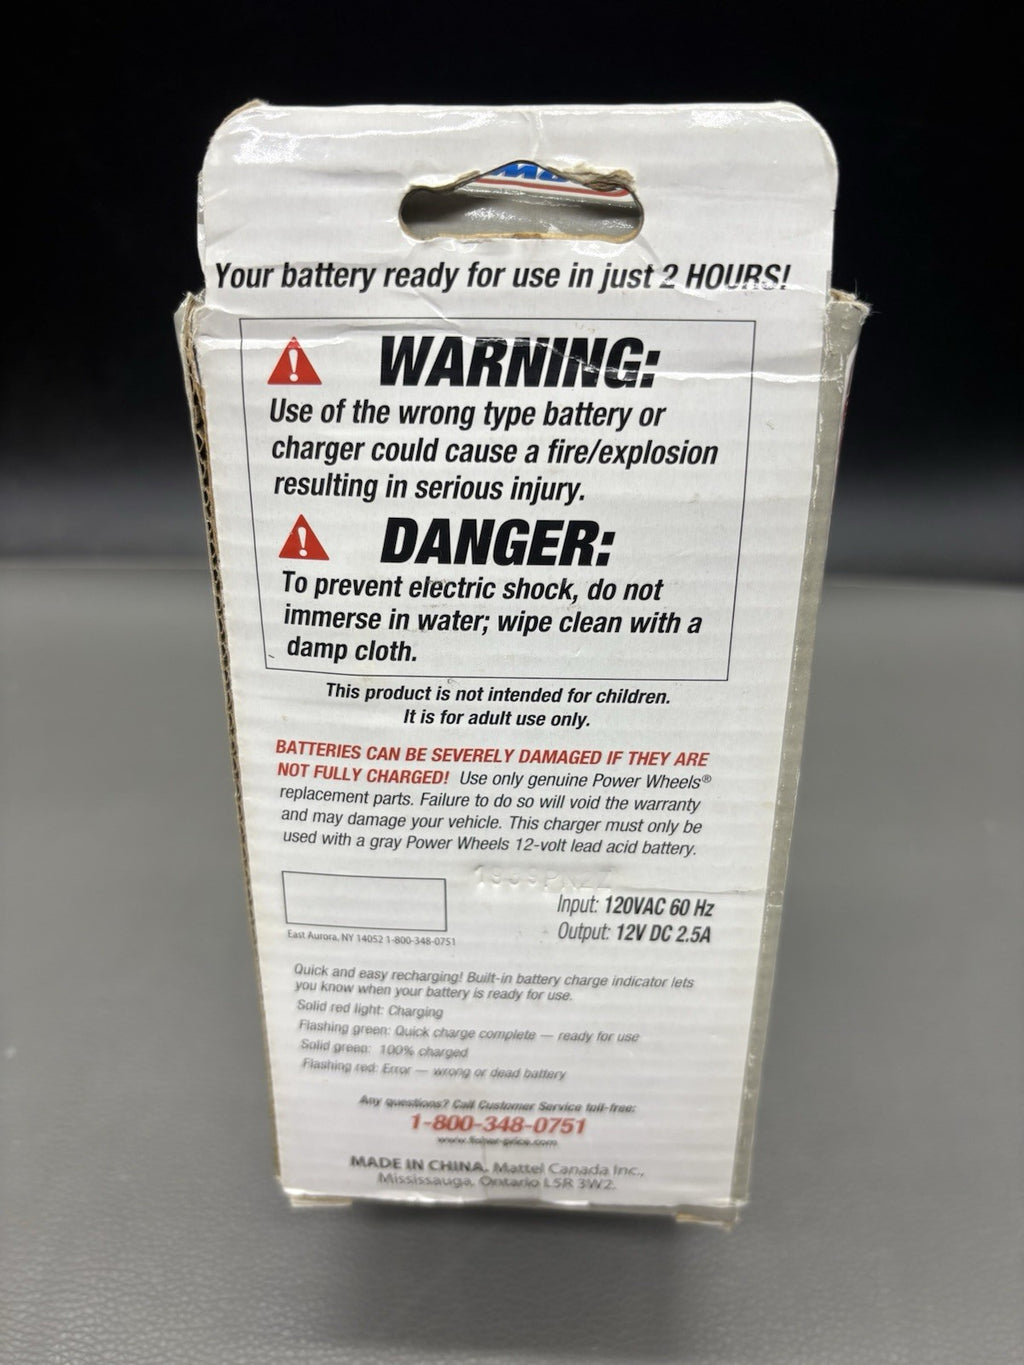 Your battery ready for use in just 2 HOURS!
WARNING:
Use of the wrong type battery or
charger could cause a fire/explosion
resulting in serious injury.
DANGER:
To prevent electric shock, do not
immerse in water; wipe clean with a
damp cloth.
This product is not intended for children.
It is for adult use only.
BATTERIES CAN BE SEVERELY DAMAGED IF THEY ARE
NOT FULLY CHARGED! Use only genuine Power Wheels®
replacement parts. Failure to do so will void the warranty
and may damage your vehicle. This charger must only be
used with a gray Power Wheels 12-volt lead acid battery.
Input: 120VAC 60 Hz
Output: 12V DC 2.5A
East Aurora, NY 14052 1-800-348-0751
Quick and easy recharging! Built-in battery charge indicator lets
you know when your battery is ready for use.
Solid red light: Charging
Flashing green: Quick charge complete — ready for use
Solid green: 100% charged
Flashing red: Error — wrong or dead battery
Any questions? Call Customer Service toll-free:
1-800-348-0751
www.fisher-price.com
MADE IN CHINA. Mattel Canada Inc.,
Mississauga, Ontario L5R 3W2.